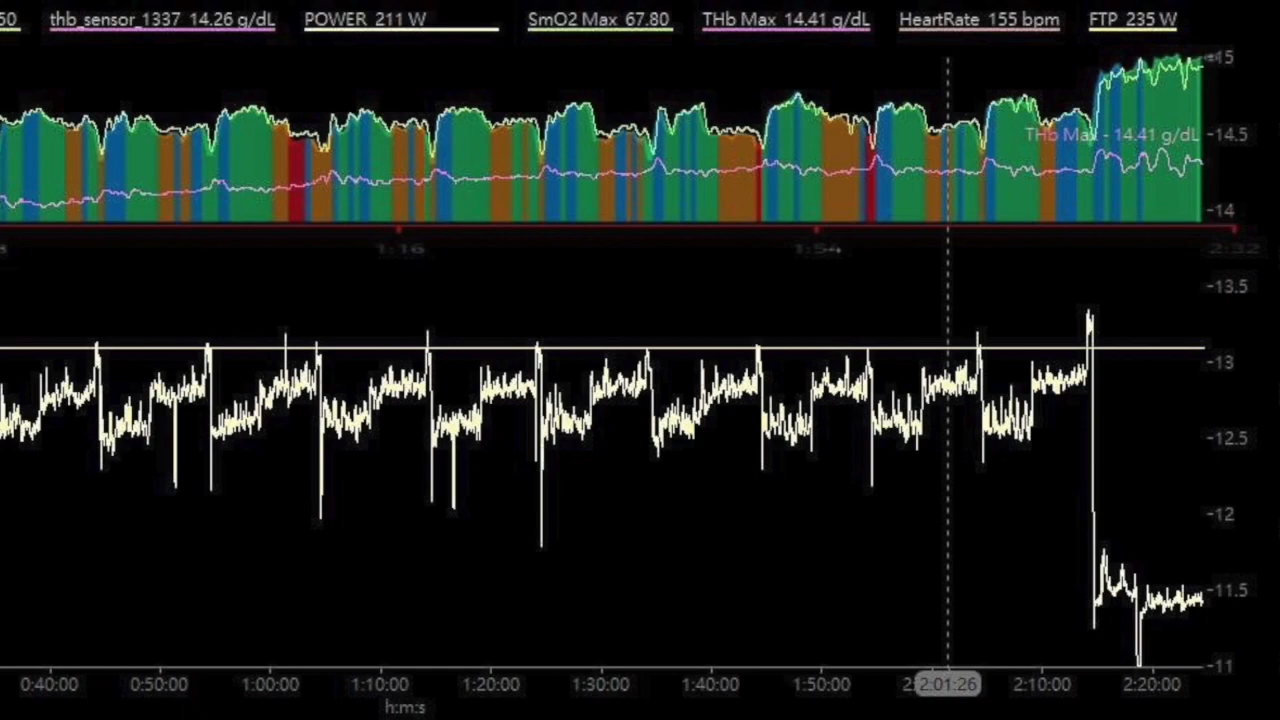 50 thb_sensor_1337 14.26 g/dL POWER 211 W SmO2 Max 67.80 THb Max 14.41 g/dL HeartRate 155 bpm FTP 235 W
THb Max - 14.41 g/dL
14.5
14
1:16 1:54 2:32
13.5
13
12.5
12
11.5
11
0:40:00 0:50:00 1:00:00 1:10:00 1:20:00 1:30:00 1:40:00 1:50:00 2:01:26 2:10:00 2:20:00
h:m:s